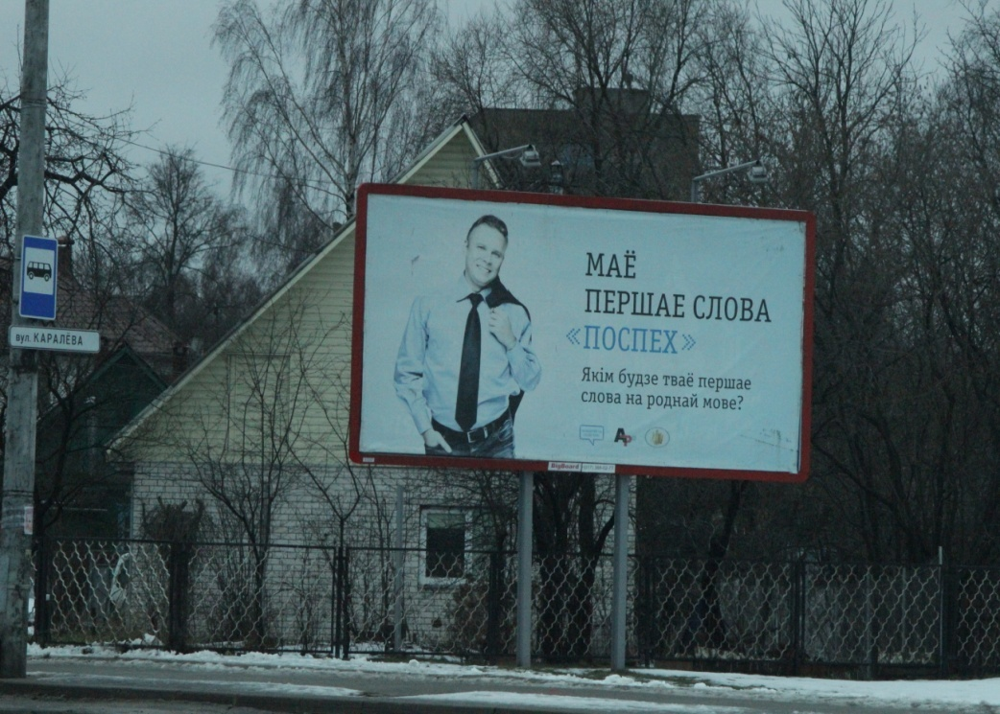 вул. КАРАЛЁВА
МАЁ
ПЕРШАЕ СЛОВА
«ПОСПЕХ»
Якім будзе тваё першае
слова на роднай мове?
BigBoard